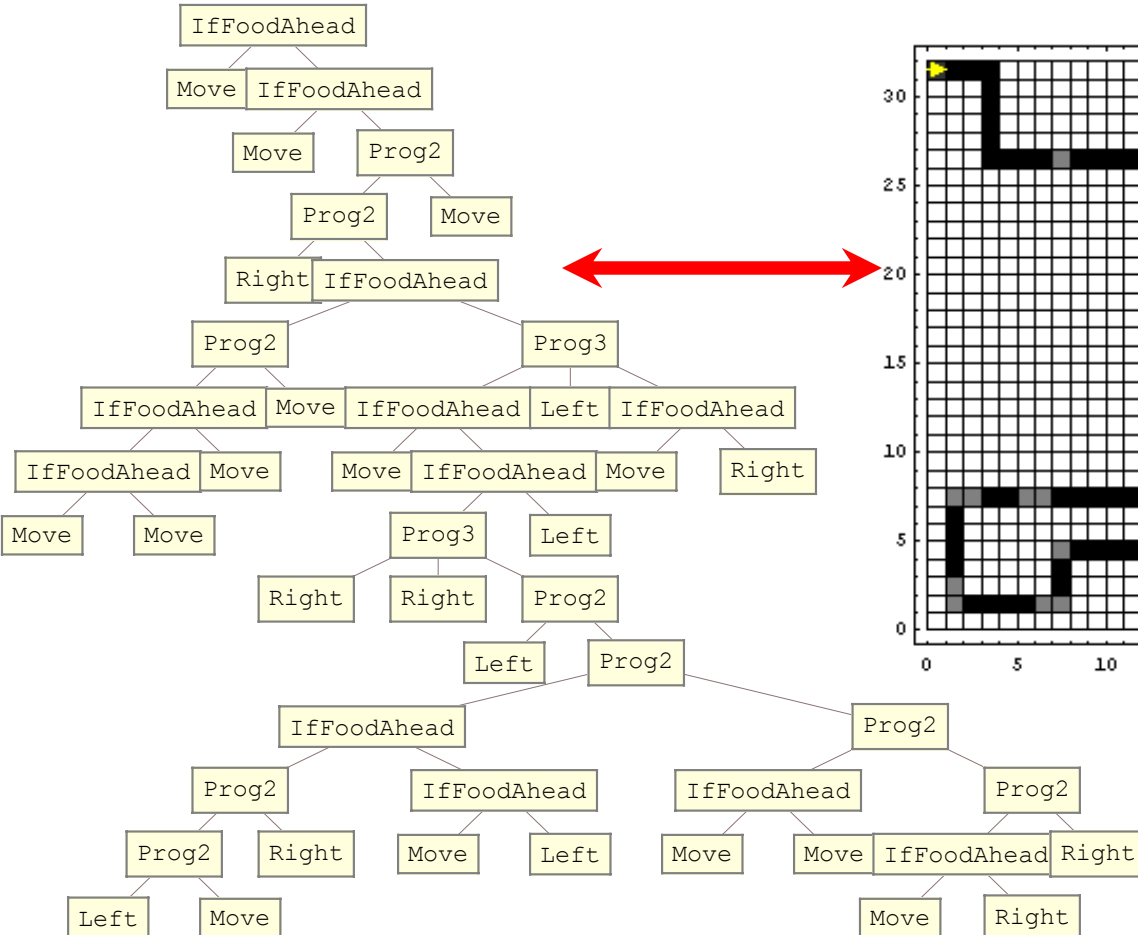 IfFoodAhead
Move IfFoodAhead
Move Prog2
Prog2 Move
Right IfFoodAhead
Prog2 Prog3
IfFoodAhead Move IfFoodAhead Left IfFoodAhead
IfFoodAhead Move Move IfFoodAhead Move Right
Move Move Prog3 Left
Right Right Prog2
Left Prog2
IfFoodAhead Prog2
Prog2 IfFoodAhead IfFoodAhead Prog2
Prog2 Right Move Left Move Move IfFoodAhead Right
Left Move Move Right
30
25
20
15
10
5
0
0 5 10